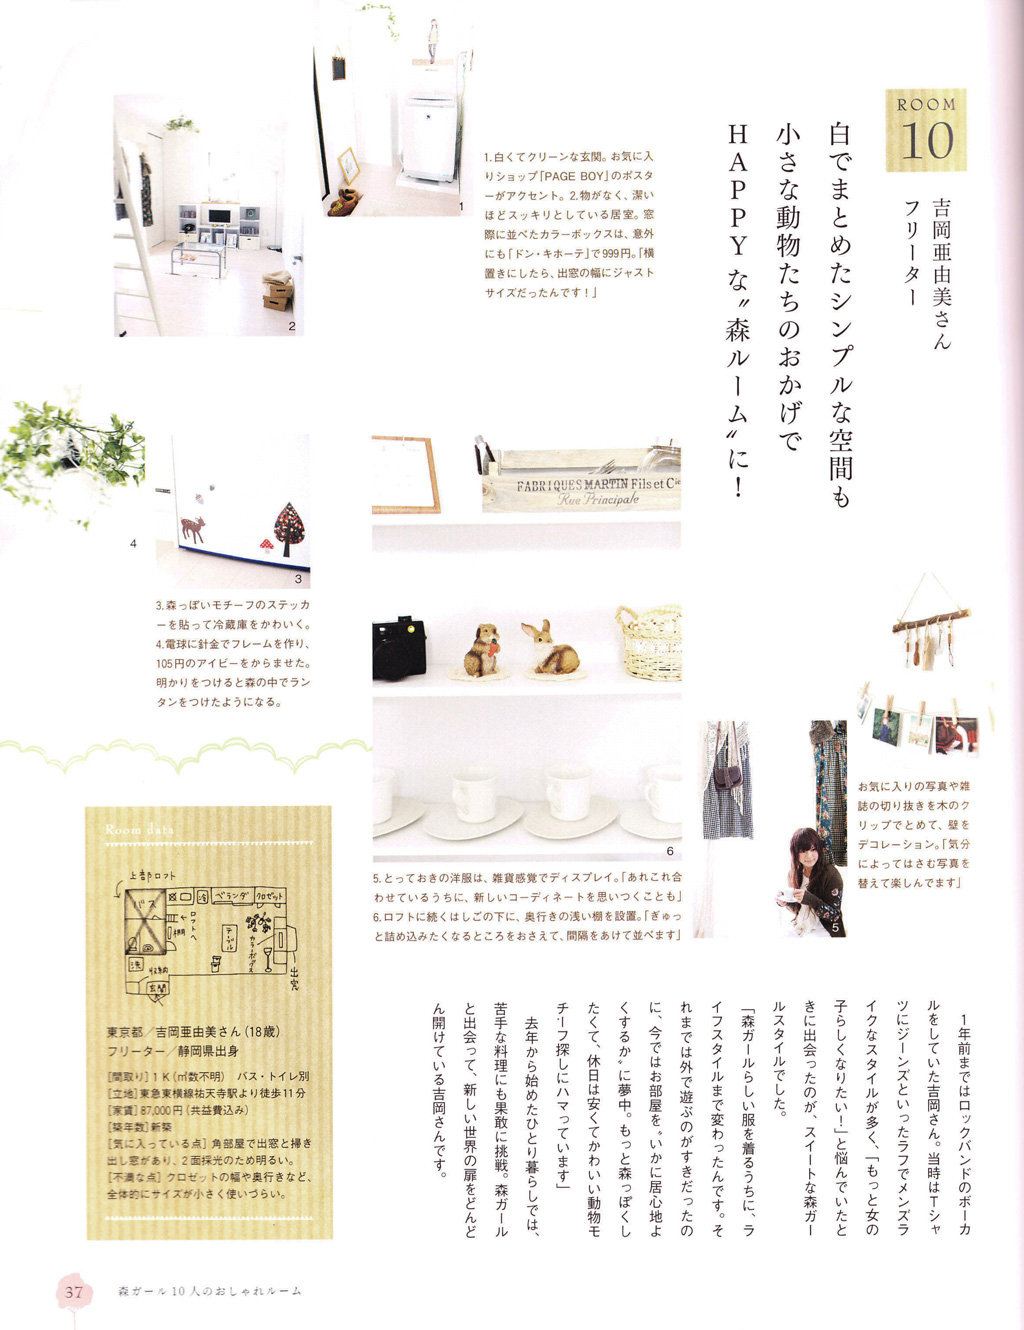 ROOM
10
吉岡亜由美さん
フリーター
白でまとめたシンプルな空間も
小さな動物たちのおかげで
HAPPYな〝森ルーム〟に！
1.白くてクリーンな玄関。お気に入
りショップ「PAGE BOY」のポスタ
ーがアクセント。2.物がなく、潔い
ほどスッキリとしている居室。窓
際に並べたカラーボックスは、意外
にも「ドン・キホーテ」で999円。「横
置きにしたら、出窓の幅にジャスト
サイズだったんです！」
1
2
3
4
3.森っぽいモチーフのステッカ
ーを貼って冷蔵庫をかわいく。
4.電球に針金でフレームを作り、
105円のアイビーをからませた。
明かりをつけると森の中でラン
タンをつけたようになる。
FABRIQUES MARTIN Fils et Cie
Rue Principale
6
5
5.とっておきの洋服は、雑貨感覚でディスプレイ。「あれこれ合
わせているうちに、新しいコーディネートを思いつくことも」
6.ロフトに続くはしごの下に、奥行きの浅い棚を設置。「ぎゅっ
と詰め込みたくなるところをおさえて、間隔をあけて並べます」
お気に入りの写真や雑
誌の切り抜きを木のク
リップでとめて、壁を
デコレーション。「気分
によってはさむ写真を
替えて楽しんでます」
1年前まではロックバンドのボーカ
ルをしていた吉岡さん。当時はTシャ
ツにジーンズといったラフでメンズラ
イクなスタイルが多く、「もっと女の
子らしくなりたい！」と悩んでいたと
きに出会ったのが、スイートな森ガー
ルスタイルでした。
「森ガールらしい服を着るうちに、ラ
イフスタイルまで変わったんです。そ
れまでは外で遊ぶのがすきだったの
に、今ではお部屋を〝いかに居心地よ
くするか〟に夢中。もっと森っぽくし
たくて、休日は安くてかわいい動物モ
チーフ探しにハマっています」
去年から始めたひとり暮らしでは、
苦手な料理にも果敢に挑戦。森ガール
と出会って、新しい世界の扉をどんど
ん開けている吉岡さんです。
Room data
上部ロフト
バス
冷
ベランダ
クロゼット
ロフトへ
棚
テーブル
カラーボックス
洗
収納
玄関
出窓
東京都／吉岡亜由美さん（18歳）
フリーター／静岡県出身
［間取り］1K（㎡数不明） バス・トイレ別
［立地］東急東横線祐天寺駅より徒歩11分
［家賃］87,000円（共益費込み）
［築年数］新築
［気に入っている点］角部屋で出窓と掃き
出し窓があり、2面採光のため明るい。
［不満な点］クロゼットの幅や奥行きなど、
全体的にサイズが小さく使いづらい。
37
森ガール10人のおしゃれルーム